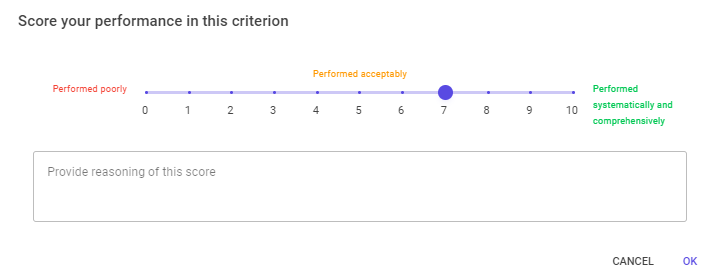 Score your performance in this criterion
Performed acceptably
Performed poorly
Performed
systematically and
comprehensively
0 1 2 3 4 5 6 7 8 9 10
Provide reasoning of this score
CANCEL OK